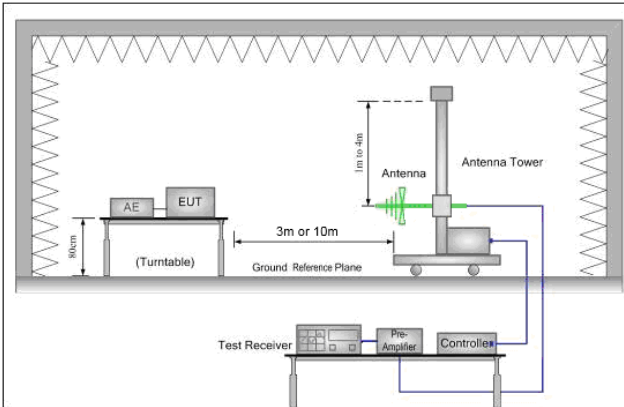 1m to 4m
Antenna
Antenna Tower
AE
EUT
80cm
(Turntable)
3m or 10m
Ground Reference Plane
Test Receiver
Pre-
Amplifier
Controller